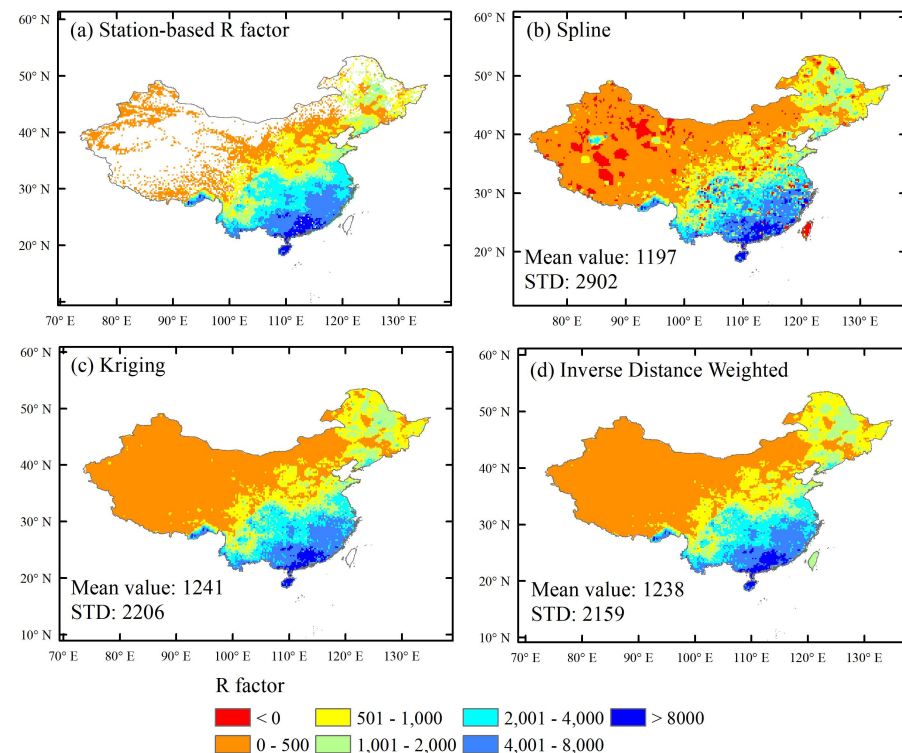 (a) Station-based R factor
60° N
50° N
40° N
30° N
20° N
70° E 80° E 90° E 100° E 110° E 120° E 130° E
(b) Spline
60° N
50° N
40° N
30° N
20° N
Mean value: 1197
STD: 2902
80° E 90° E 100° E 110° E 120° E 130° E
(c) Kriging
60° N
50° N
40° N
30° N
20° N
10° N
Mean value: 1241
STD: 2206
70° E 80° E 90° E 100° E 110° E 120° E 130° E
(d) Inverse Distance Weighted
60° N
50° N
40° N
30° N
20° N
10° N
Mean value: 1238
STD: 2159
70° E 80° E 90° E 100° E 110° E 120° E 130° E
R factor
< 0 501 - 1,000 2,001 - 4,000 > 8000
0 - 500 1,001 - 2,000 4,001 - 8,000